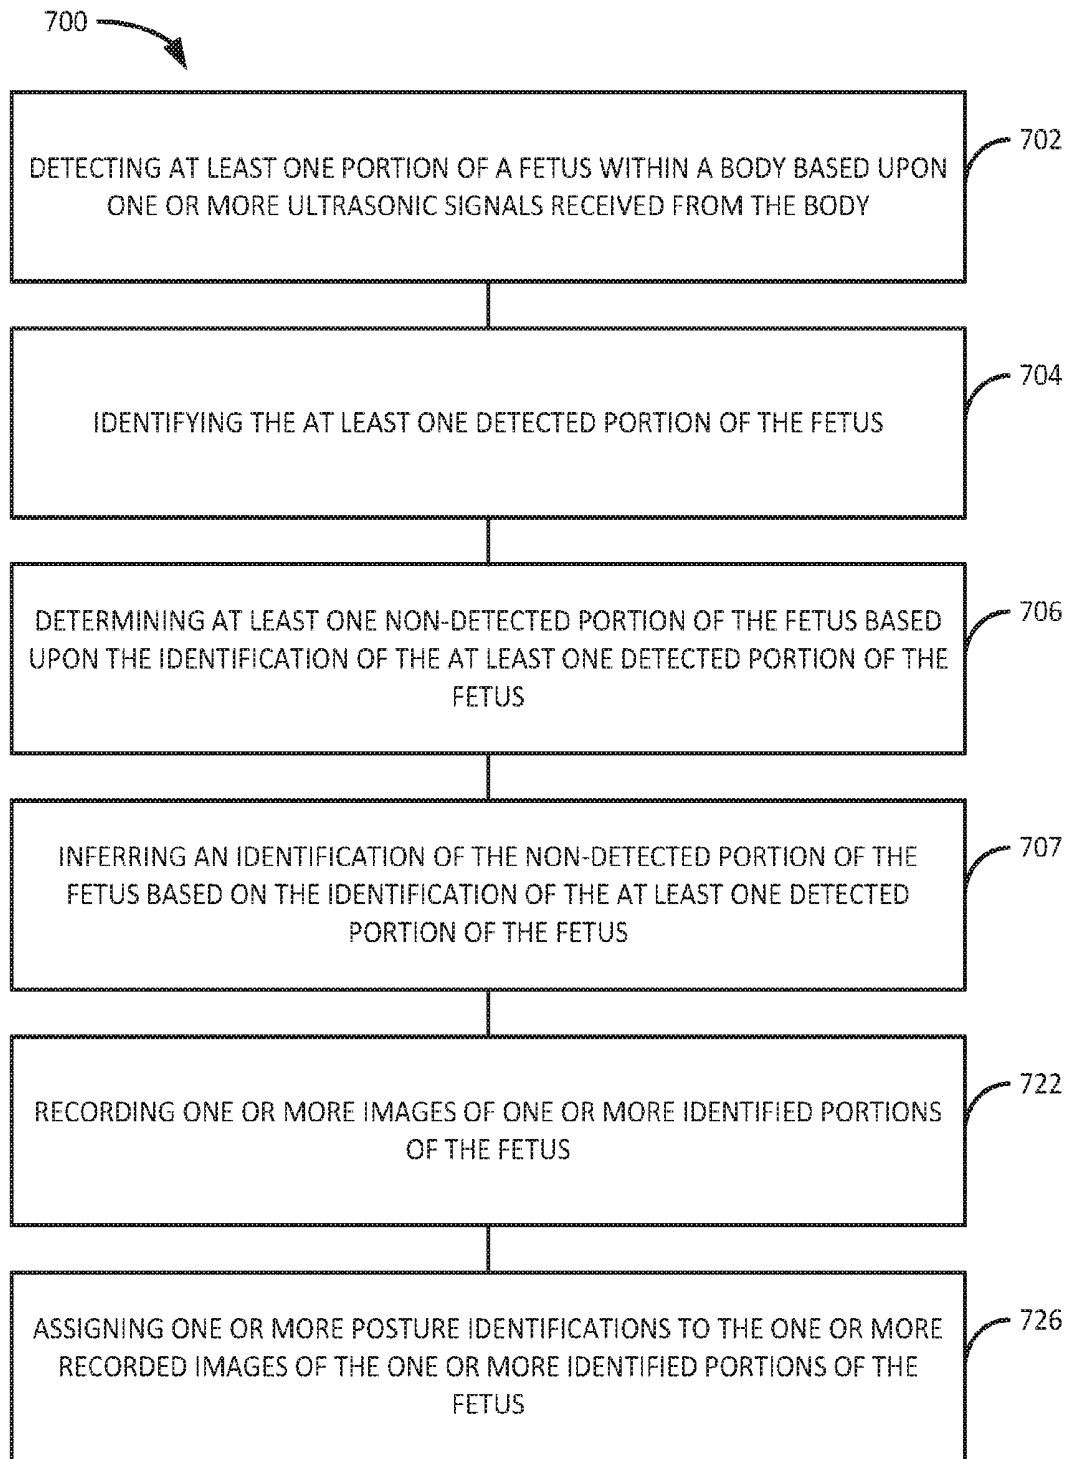 700
DETECTING AT LEAST ONE PORTION OF A FETUS WITHIN A BODY BASED UPON
ONE OR MORE ULTRASONIC SIGNALS RECEIVED FROM THE BODY
702
IDENTIFYING THE AT LEAST ONE DETECTED PORTION OF THE FETUS
704
DETERMINING AT LEAST ONE NON-DETECTED PORTION OF THE FETUS BASED
UPON THE IDENTIFICATION OF THE AT LEAST ONE DETECTED PORTION OF THE
FETUS
706
INFERRING AN IDENTIFICATION OF THE NON-DETECTED PORTION OF THE
FETUS BASED ON THE IDENTIFICATION OF THE AT LEAST ONE DETECTED
PORTION OF THE FETUS
707
RECORDING ONE OR MORE IMAGES OF ONE OR MORE IDENTIFIED PORTIONS
OF THE FETUS
722
ASSIGNING ONE OR MORE POSTURE IDENTIFICATIONS TO THE ONE OR MORE
RECORDED IMAGES OF THE ONE OR MORE IDENTIFIED PORTIONS OF THE
FETUS
726